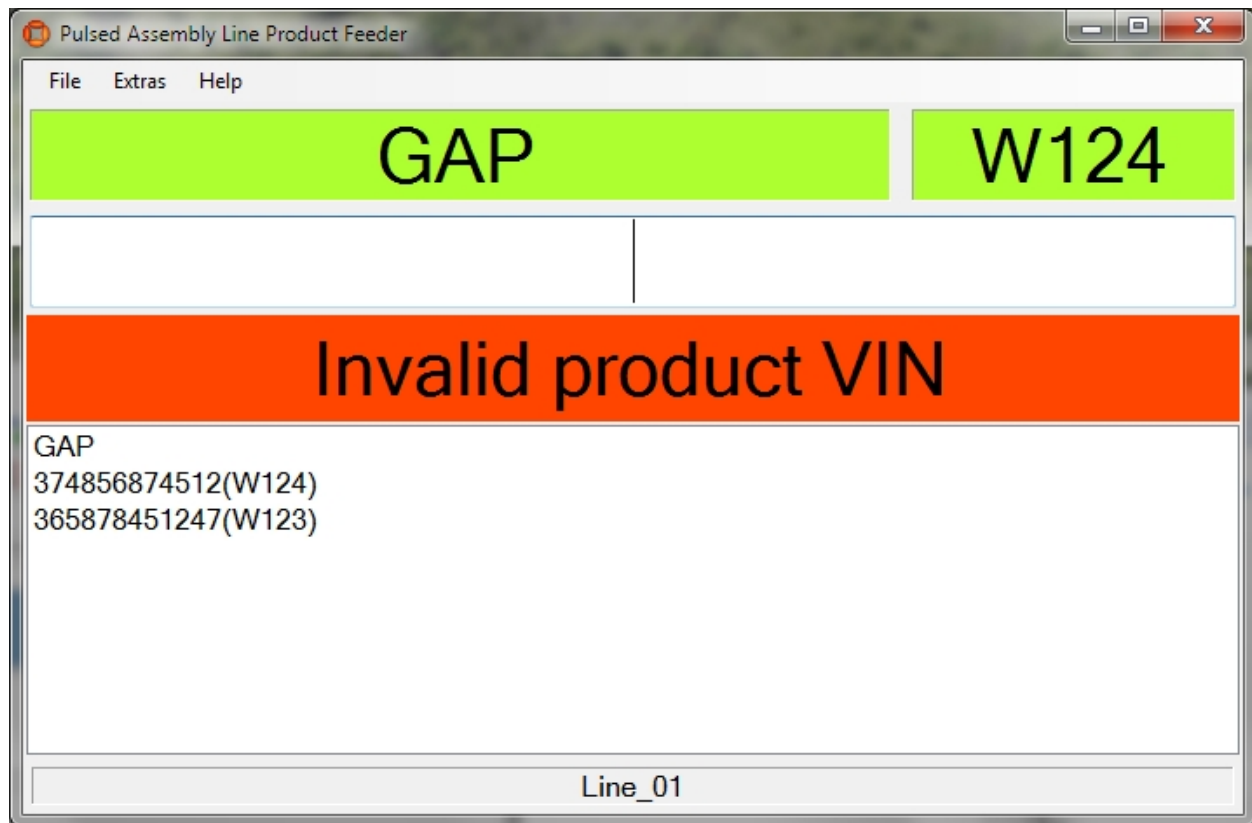 Pulsed Assembly Line Product Feeder
File Extras Help
GAP W124
Invalid product VIN
GAP
374856874512(W124)
365878451247(W123)
Line_01